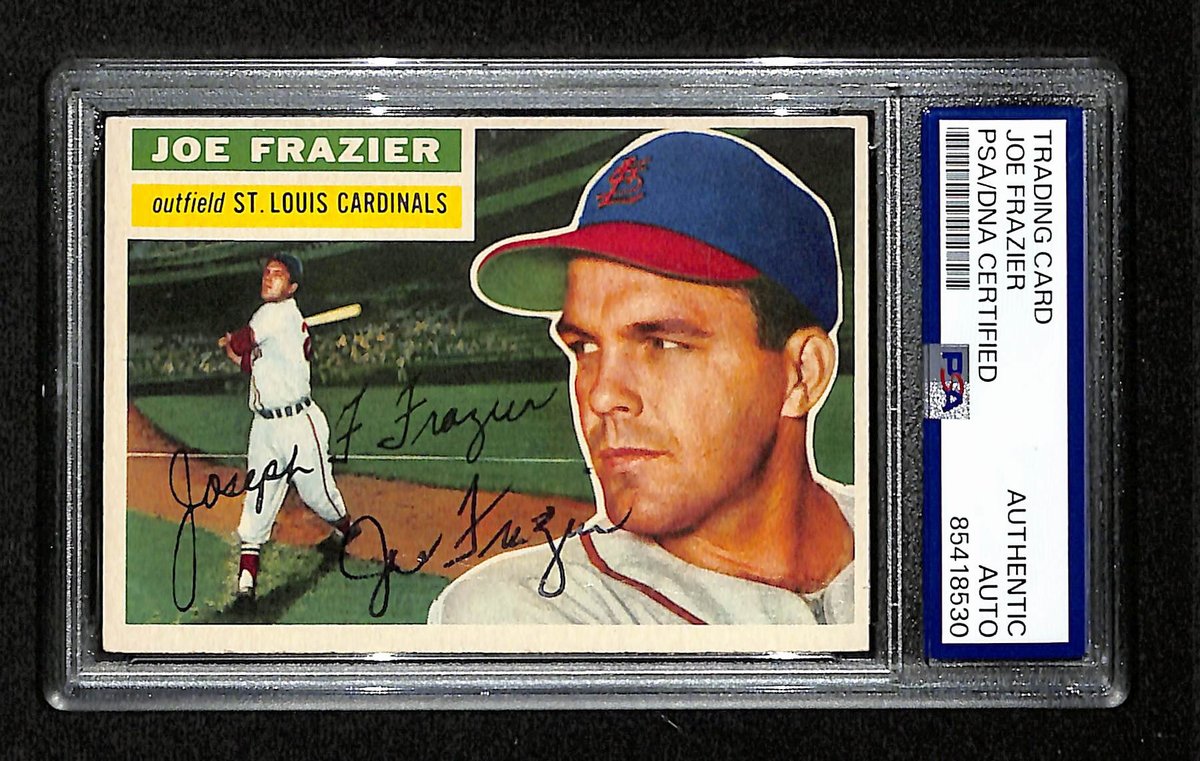 JOE FRAZIER
outfield ST. LOUIS CARDINALS
Joseph F Frazier
Joe Frazier
TRADING CARD
JOE FRAZIER
PSA/DNA CERTIFIED
PSA
AUTHENTIC
AUTO
85418530